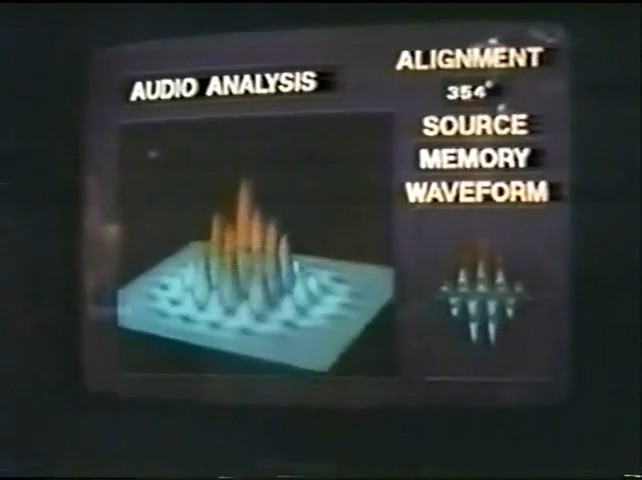 AUDIO ANALYSIS
ALIGNMENT
354°
SOURCE
MEMORY
WAVEFORM